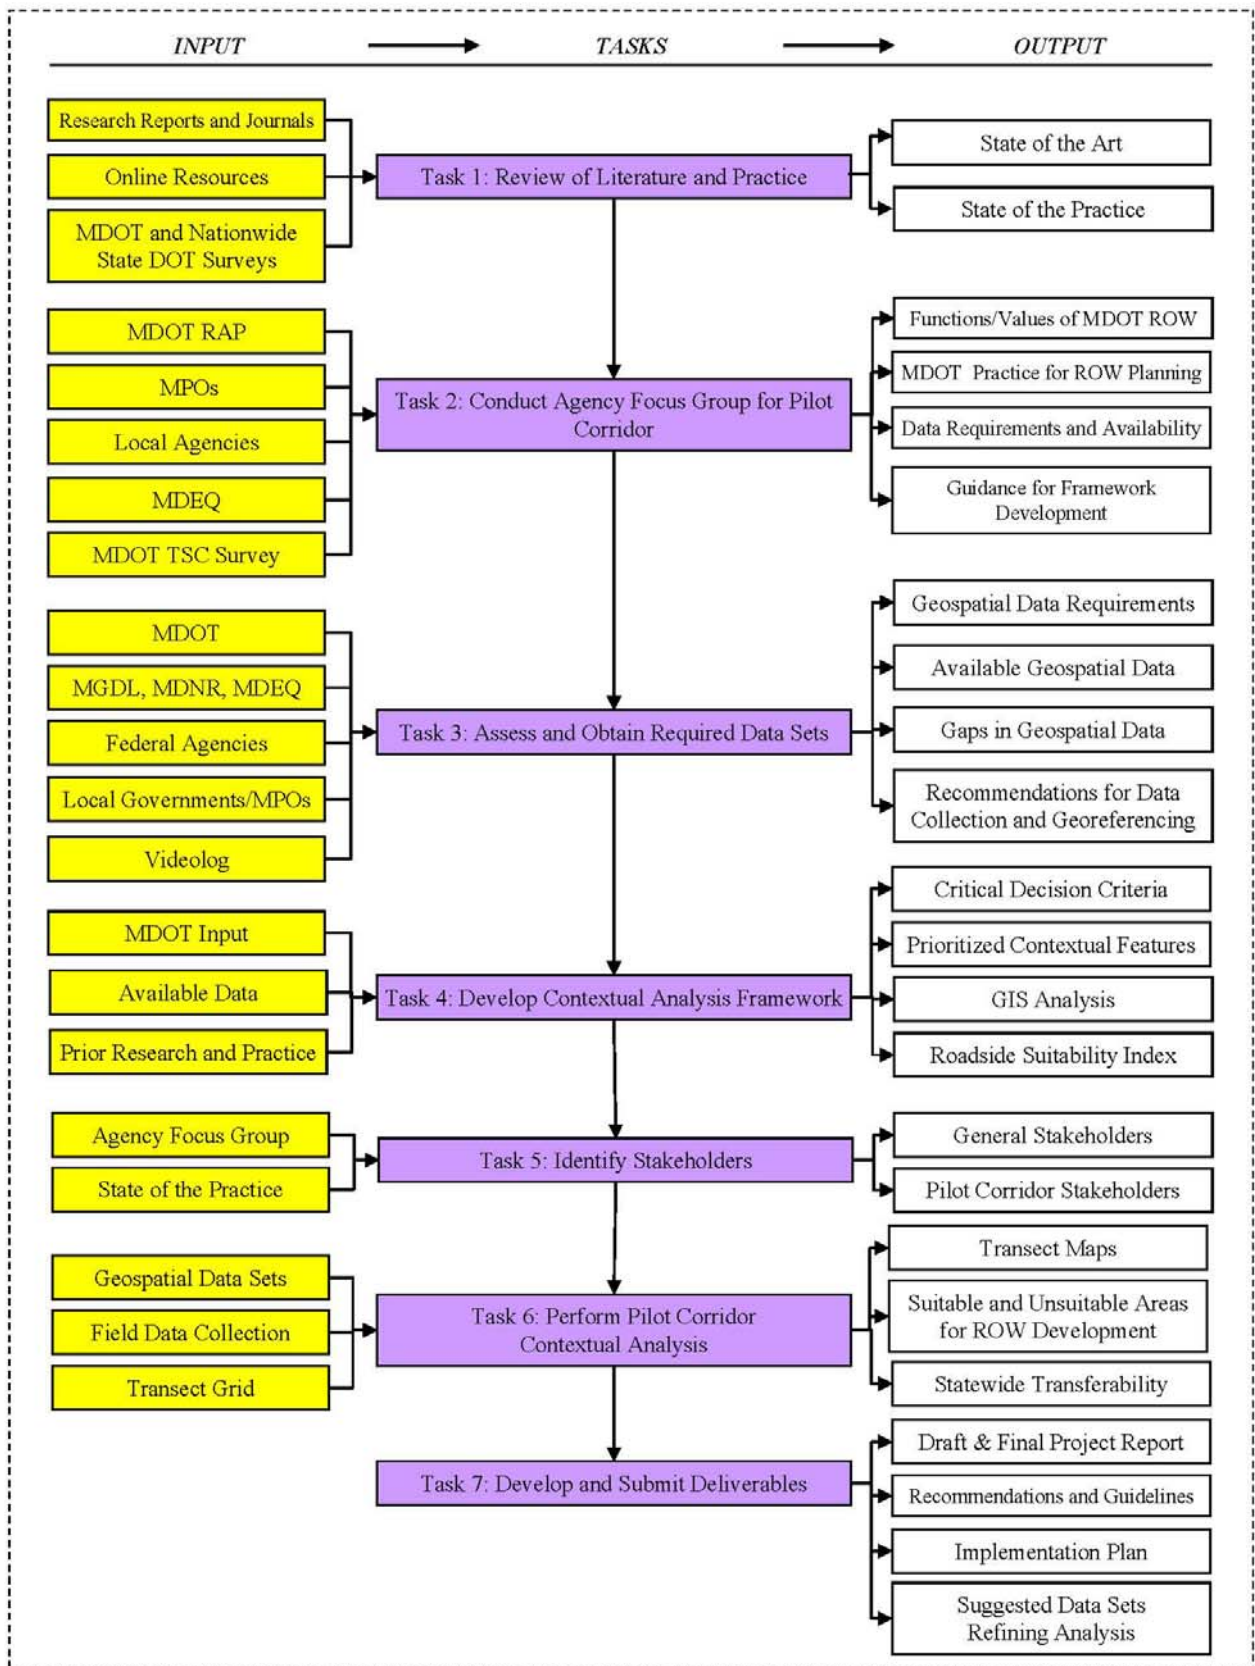 INPUT TASKS OUTPUT
Research Reports and Journals
Online Resources
MDOT and Nationwide
State DOT Surveys
Task 1: Review of Literature and Practice
State of the Art
State of the Practice
MDOT RAP
MPOs
Local Agencies
MDEQ
MDOT TSC Survey
Task 2: Conduct Agency Focus Group for Pilot
Corridor
Functions/Values of MDOT ROW
MDOT Practice for ROW Planning
Data Requirements and Availability
Guidance for Framework
Development
MDOT
MGDL, MDNR, MDEQ
Federal Agencies
Local Governments/MPOs
Videolog
Task 3: Assess and Obtain Required Data Sets
Geospatial Data Requirements
Available Geospatial Data
Gaps in Geospatial Data
Recommendations for Data
Collection and Georeferencing
MDOT Input
Available Data
Prior Research and Practice
Task 4: Develop Contextual Analysis Framework
Critical Decision Criteria
Prioritized Contextual Features
GIS Analysis
Roadside Suitability Index
Agency Focus Group
State of the Practice
Task 5: Identify Stakeholders
General Stakeholders
Pilot Corridor Stakeholders
Geospatial Data Sets
Field Data Collection
Transect Grid
Task 6: Perform Pilot Corridor
Contextual Analysis
Transect Maps
Suitable and Unsuitable Areas
for ROW Development
Statewide Transferability
Task 7: Develop and Submit Deliverables
Draft & Final Project Report
Recommendations and Guidelines
Implementation Plan
Suggested Data Sets
Refining Analysis